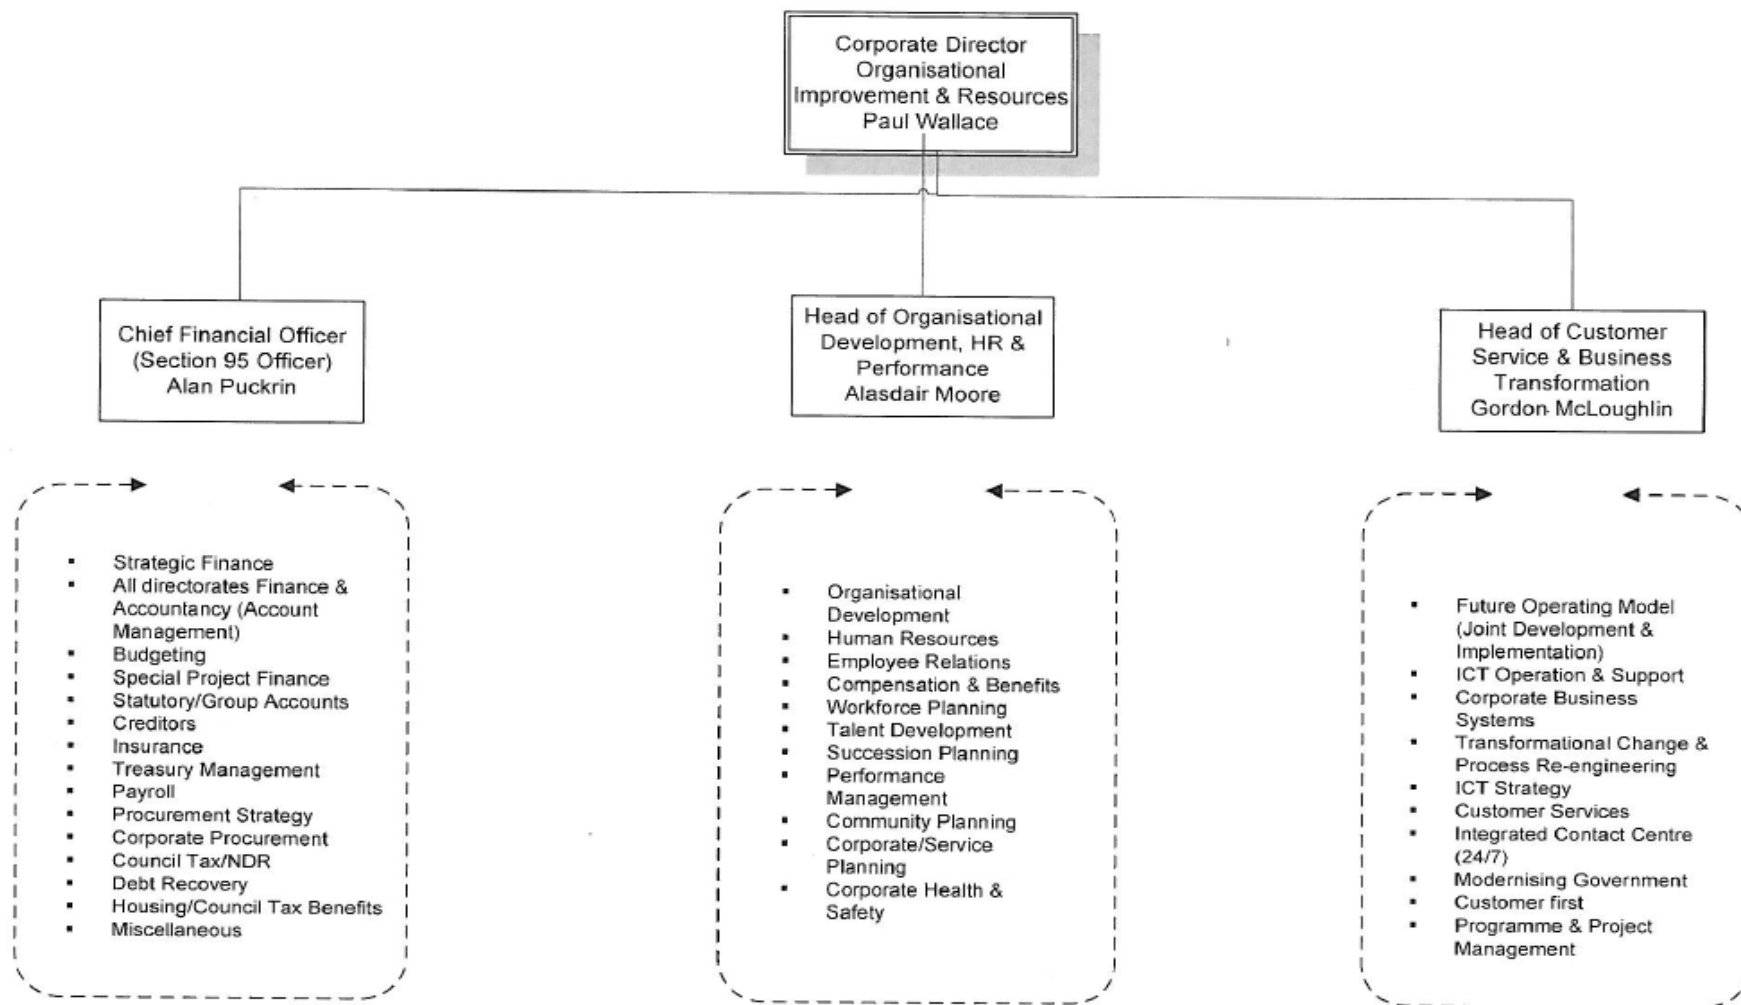 Corporate Director
Organisational
Improvement & Resources
Paul Wallace
Chief Financial Officer
(Section 95 Officer)
Alan Puckrin
Head of Organisational
Development, HR &
Performance
Alasdair Moore
Head of Customer
Service & Business
Transformation
Gordon McLoughlin
▪ Strategic Finance
▪ All directorates Finance &
Accountancy (Account
Management)
▪ Budgeting
▪ Special Project Finance
▪ Statutory/Group Accounts
▪ Creditors
▪ Insurance
▪ Treasury Management
▪ Payroll
▪ Procurement Strategy
▪ Corporate Procurement
▪ Council Tax/NDR
▪ Debt Recovery
▪ Housing/Council Tax Benefits
▪ Miscellaneous
▪ Organisational
Development
▪ Human Resources
▪ Employee Relations
▪ Compensation & Benefits
▪ Workforce Planning
▪ Talent Development
▪ Succession Planning
▪ Performance
Management
▪ Community Planning
▪ Corporate/Service
Planning
▪ Corporate Health &
Safety
▪ Future Operating Model
(Joint Development &
Implementation)
▪ ICT Operation & Support
▪ Corporate Business
Systems
▪ Transformational Change &
Process Re-engineering
▪ ICT Strategy
▪ Customer Services
▪ Integrated Contact Centre
(24/7)
▪ Modernising Government
▪ Customer first
▪ Programme & Project
Management